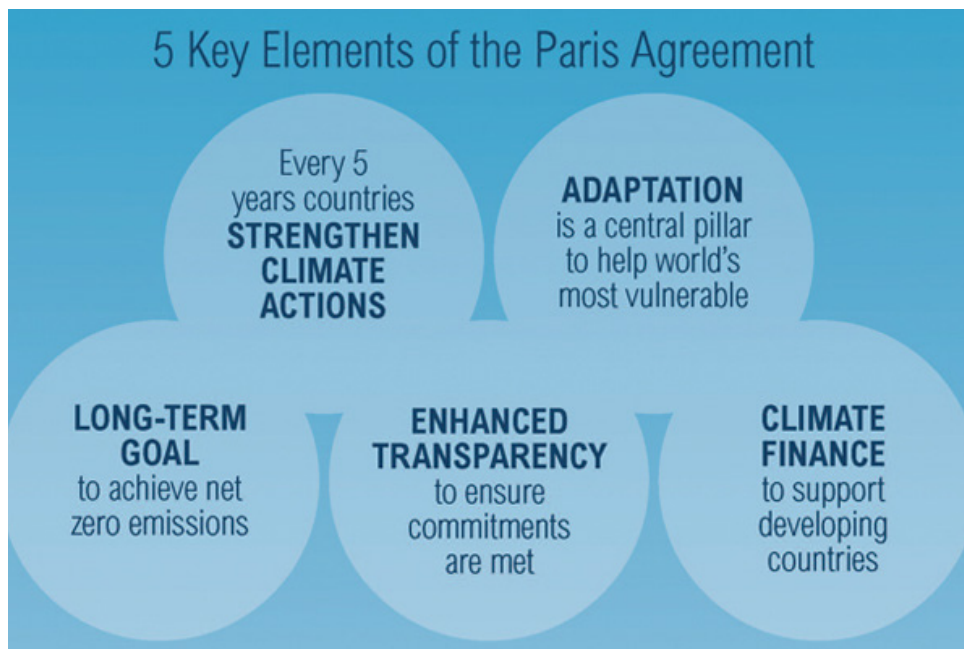 5 Key Elements of the Paris Agreement
Every 5
years countries
STRENGTHEN
CLIMATE
ACTIONS
ADAPTATION
is a central pillar
to help world's
most vulnerable
LONG-TERM
GOAL
to achieve net
zero emissions
ENHANCED
TRANSPARENCY
to ensure
commitments
are met
CLIMATE
FINANCE
to support
developing
countries